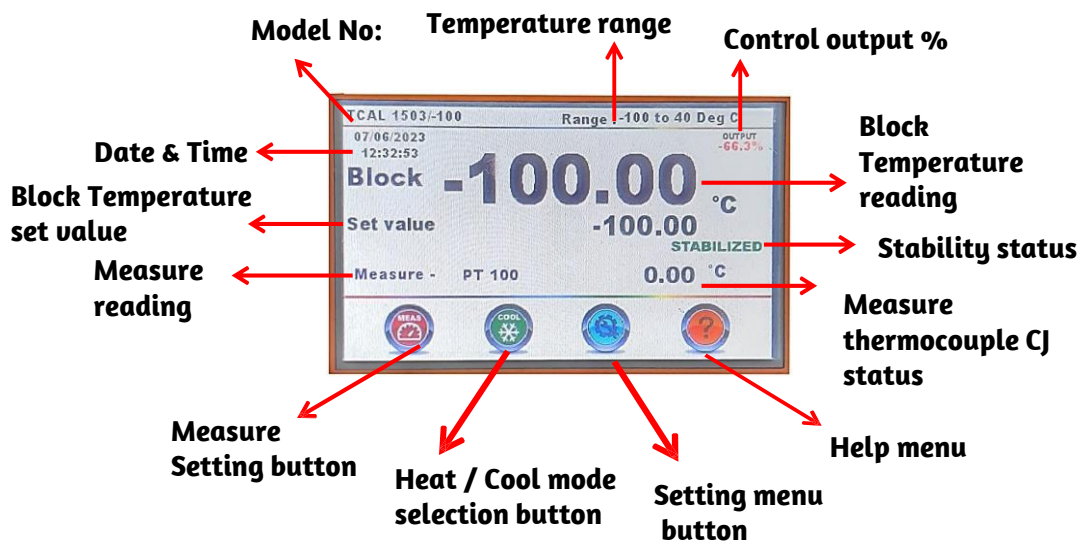 Model No:
Temperature range
Control output %
TCAL 1503/-100
Range :-100 to 40 Deg C
07/06/2023
12:32:53
OUTPUT
-66.3%
Date & Time
Block
Temperature
reading
Block -100.00 °C
Block Temperature
set value
Set value -100.00
STABILIZED
Stability status
Measure
reading
Measure - PT 100 0.00 °C
Measure
thermocouple CJ
status
MEAS
COOL
?
Measure
Setting button
Heat / Cool mode
selection button
Setting menu
button
Help menu